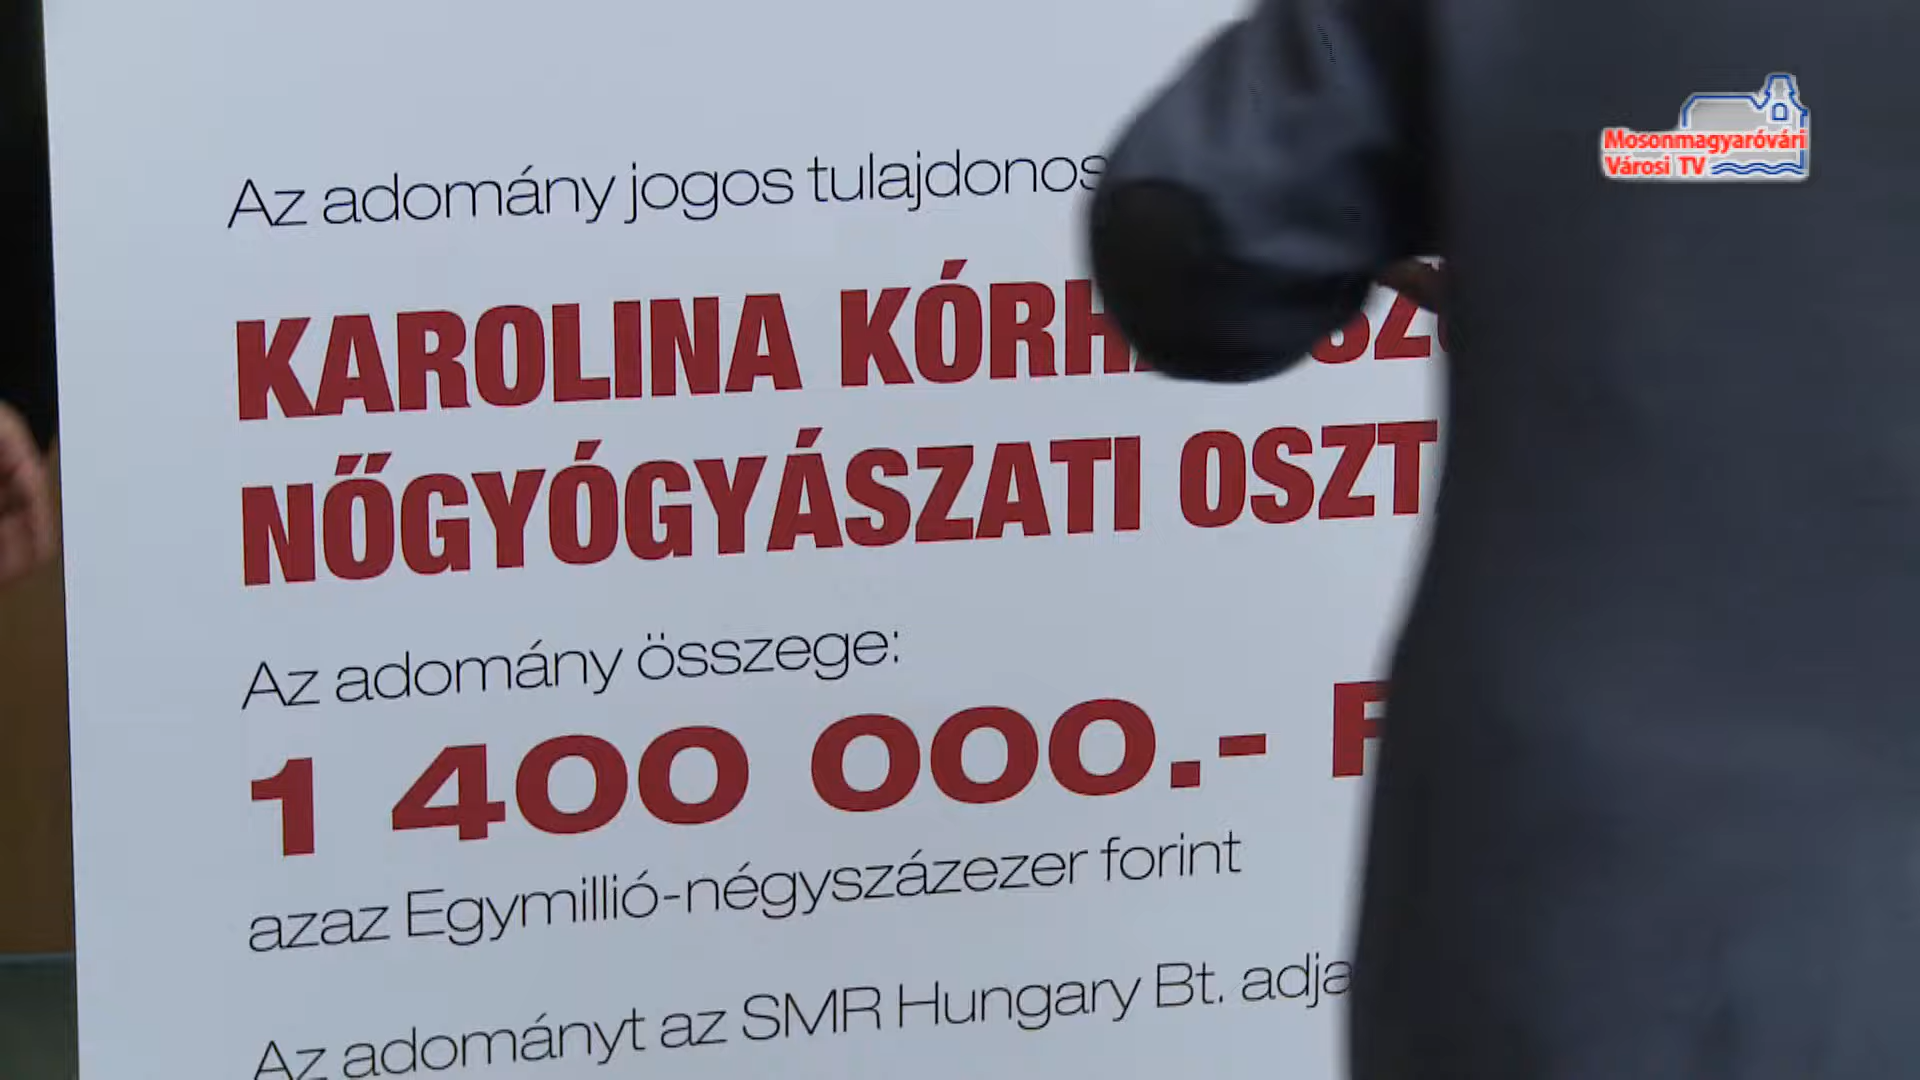 Az adomány jogos tulajdonos
KAROLINA
NŐGYÓGYÁSZATI OSZT
Az adomány összege:
1 400 000.-
azaz Egymillió-négyszázezer forint
Az adományt az SMR Hungary Bt. adja
Mosonmagyaróvári
Városi TV